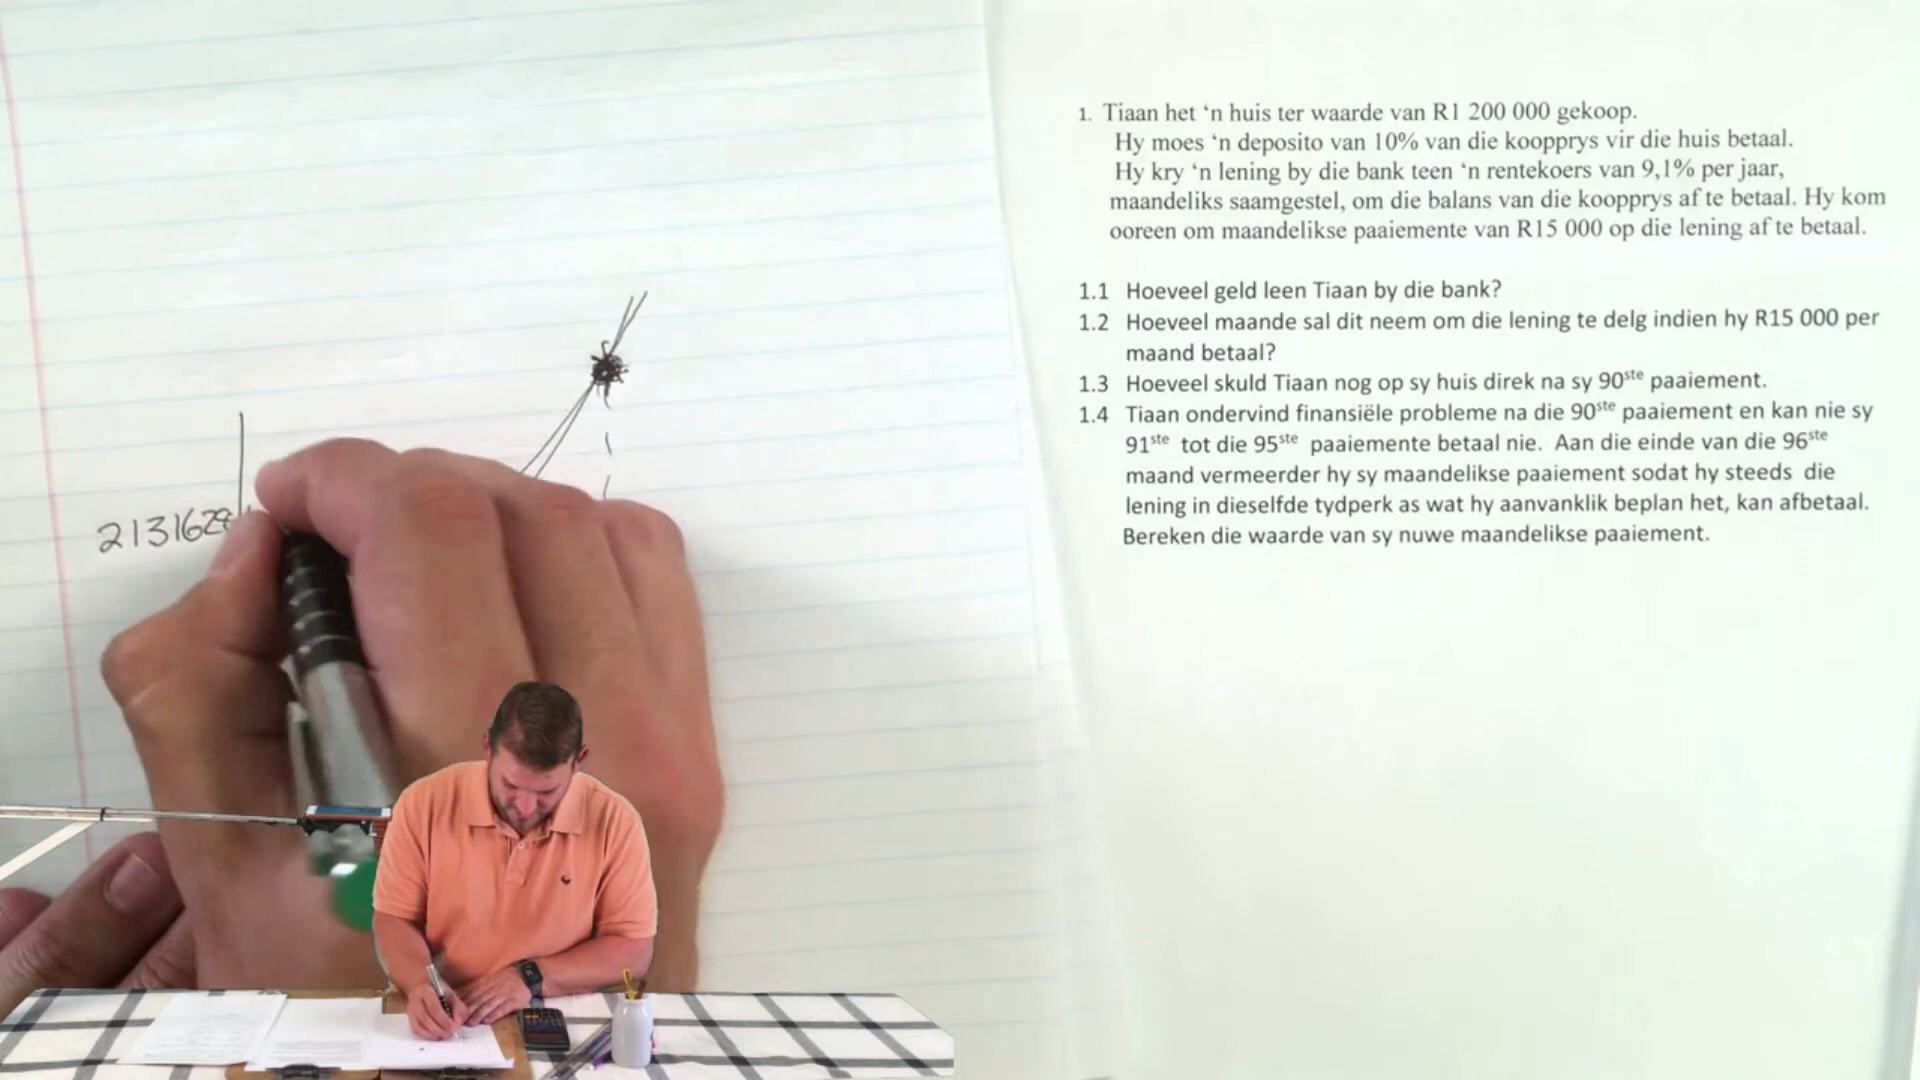 213162
1. Tiaan het ‘n huis ter waarde van R1 200 000 gekoop.
Hy moes ‘n deposito van 10% van die koopprys vir die huis betaal.
Hy kry ‘n lening by die bank teen ‘n rentekoers van 9,1% per jaar,
maandeliks saamgestel, om die balans van die koopprys af te betaal. Hy kom
ooreen om maandelikse paaiemente van R15 000 op die lening af te betaal.
1.1 Hoeveel geld leen Tiaan by die bank?
1.2 Hoeveel maande sal dit neem om die lening te delg indien hy R15 000 per
maand betaal?
1.3 Hoeveel skuld Tiaan nog op sy huis direk na sy 90ste paaiement.
1.4 Tiaan ondervind finansiële probleme na die 90ste paaiement en kan nie sy
91ste tot die 95ste paaiemente betaal nie. Aan die einde van die 96ste
maand vermeerder hy sy maandelikse paaiement sodat hy steeds die
lening in dieselfde tydperk as wat hy aanvanklik beplan het, kan afbetaal.
Bereken die waarde van sy nuwe maandelikse paaiement.